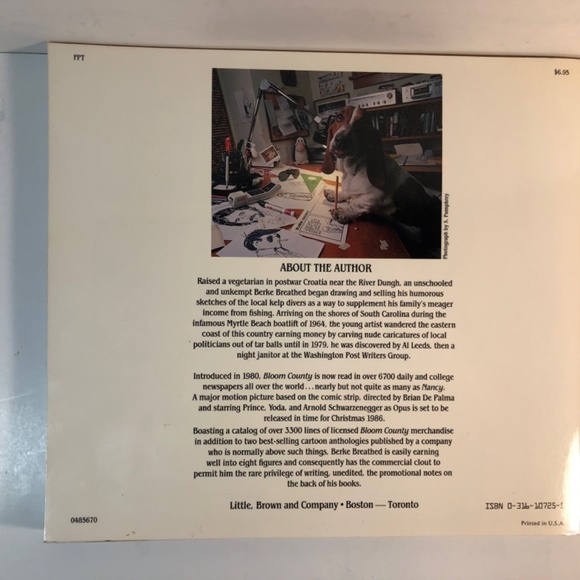 FPT
$6.95
Photograph by S. Pumphrey
ABOUT THE AUTHOR
Raised a vegetarian in postwar Croatia near the River Dungh, an unschooled
and unkempt Berke Breathed began drawing and selling his humorous
sketches of the local kelp divers as a way to supplement his family's meager
income from fishing. Arriving on the shores of South Carolina during the
infamous Myrtle Beach boatlift of 1964, the young artist wandered the eastern
coast of this country earning money by carving nude caricatures of local
politicians out of tar balls until in 1979, he was discovered by Al Leeds, then a
night janitor at the Washington Post Writers Group.
Introduced in 1980, Bloom County is now read in over 6700 daily and college
newspapers all over the world...nearly but not quite as many as Nancy.
A major motion picture based on the comic strip, directed by Brian De Palma
and starring Prince, Yoda, and Arnold Schwarzenegger as Opus is set to be
released in time for Christmas 1986.
Boasting a catalog of over 3300 lines of licensed Bloom County merchandise
in addition to two best-selling cartoon anthologies published by a company
who is normally above such things, Berke Breathed is easily earning
well into eight figures and consequently has the commercial clout to
permit him the rare privilege of writing, unedited, the promotional notes on
the back of his books.
Little, Brown and Company • Boston — Toronto
ISBN 0-316-10725-
0485670
Printed in U.S.A.